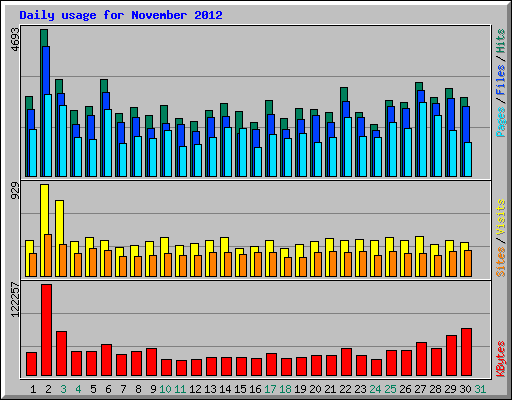 Daily usage for November 2012
4693
Pages / Files / Hits
929
Sites / Visits
122257
KBytes
1 2 3 4 5 6 7 8 9 10 11 12 13 14 15 16 17 18 19 20 21 22 23 24 25 26 27 28 29 30 31